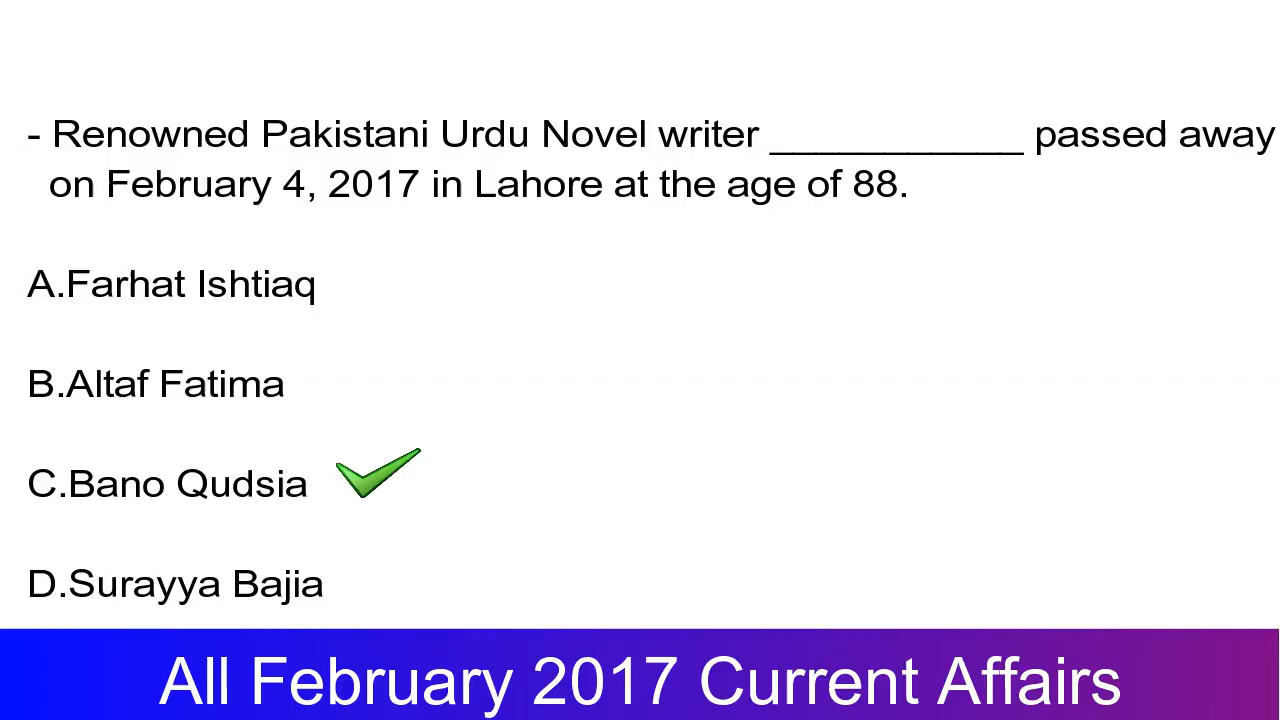 - Renowned Pakistani Urdu Novel writer ___________ passed away
on February 4, 2017 in Lahore at the age of 88.
A.Farhat Ishtiaq
B.Altaf Fatima
C.Bano Qudsia
D.Surayya Bajia
All February 2017 Current Affairs